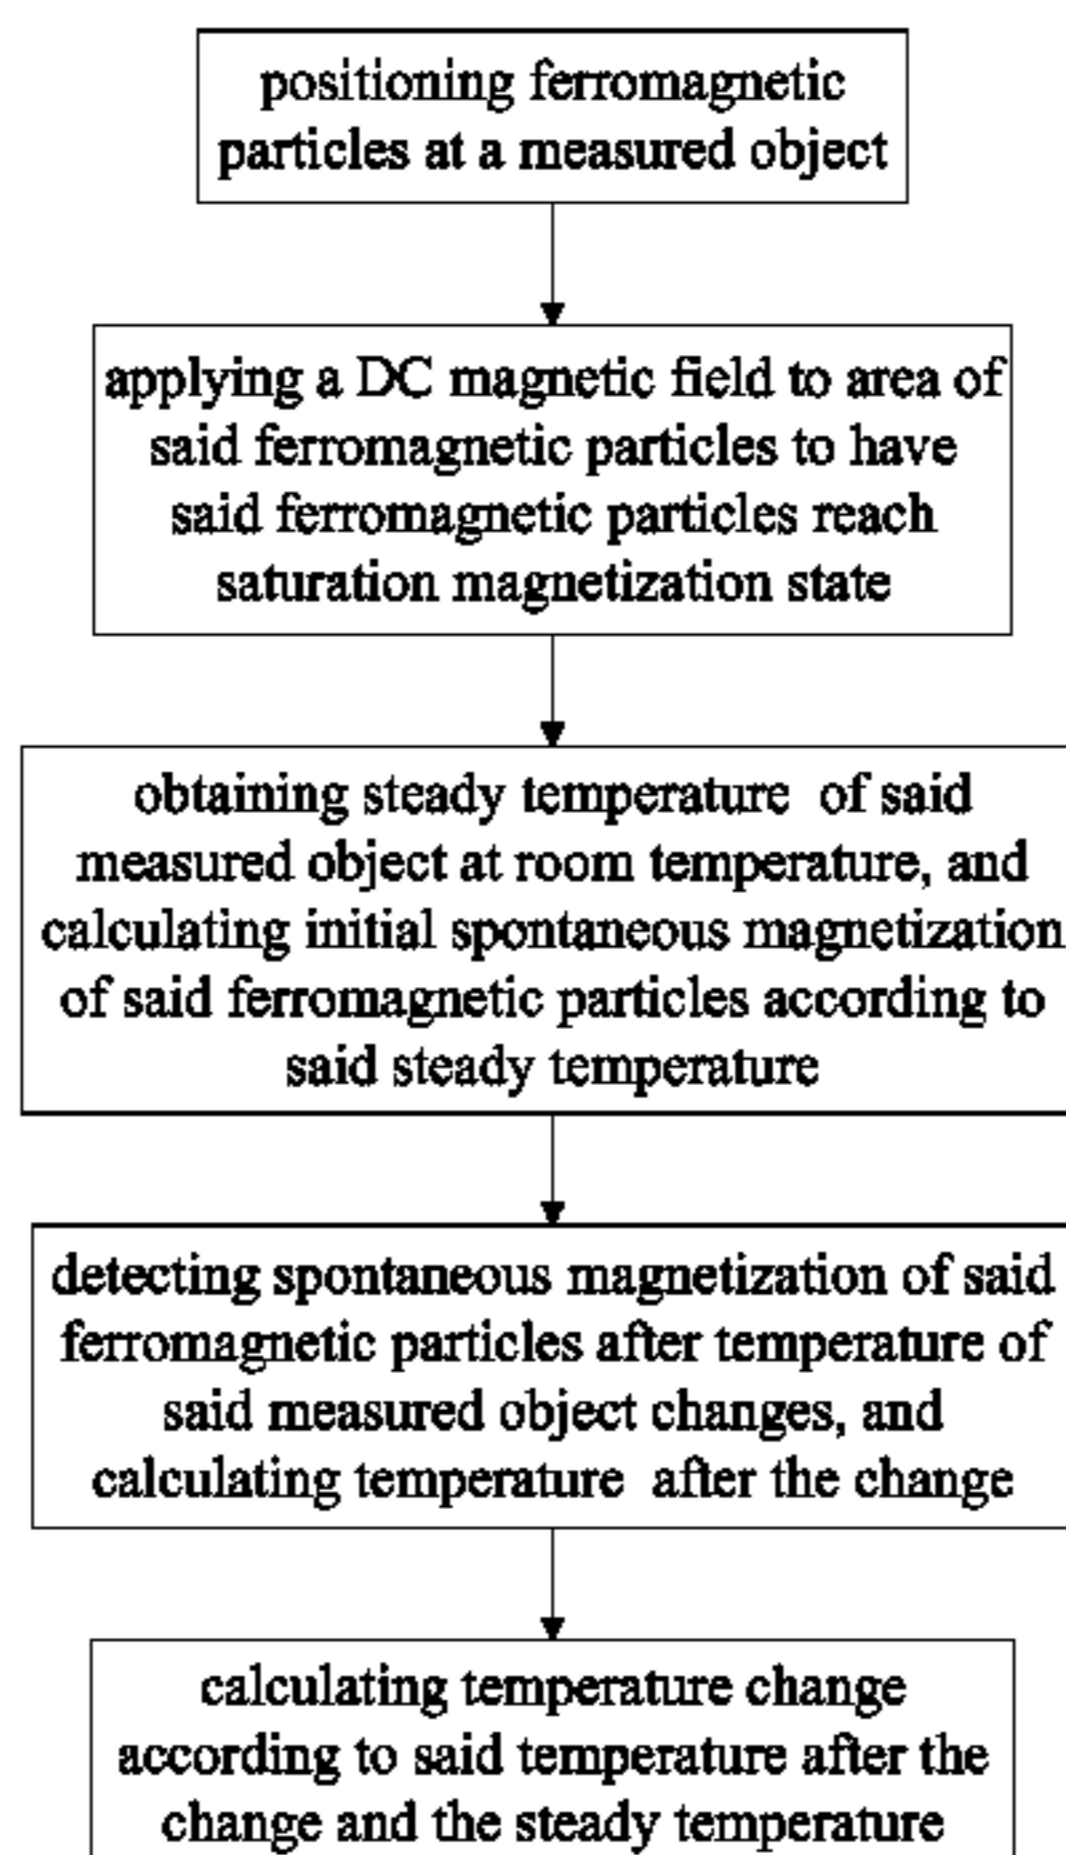 positioning ferromagnetic
particles at a measured object
applying a DC magnetic field to area of
said ferromagnetic particles to have
said ferromagnetic particles reach
saturation magnetization state
obtaining steady temperature of said
measured object at room temperature, and
calculating initial spontaneous magnetization
of said ferromagnetic particles according to
said steady temperature
detecting spontaneous magnetization of said
ferromagnetic particles after temperature of
said measured object changes, and
calculating temperature after the change
calculating temperature change
according to said temperature after the
change and the steady temperature